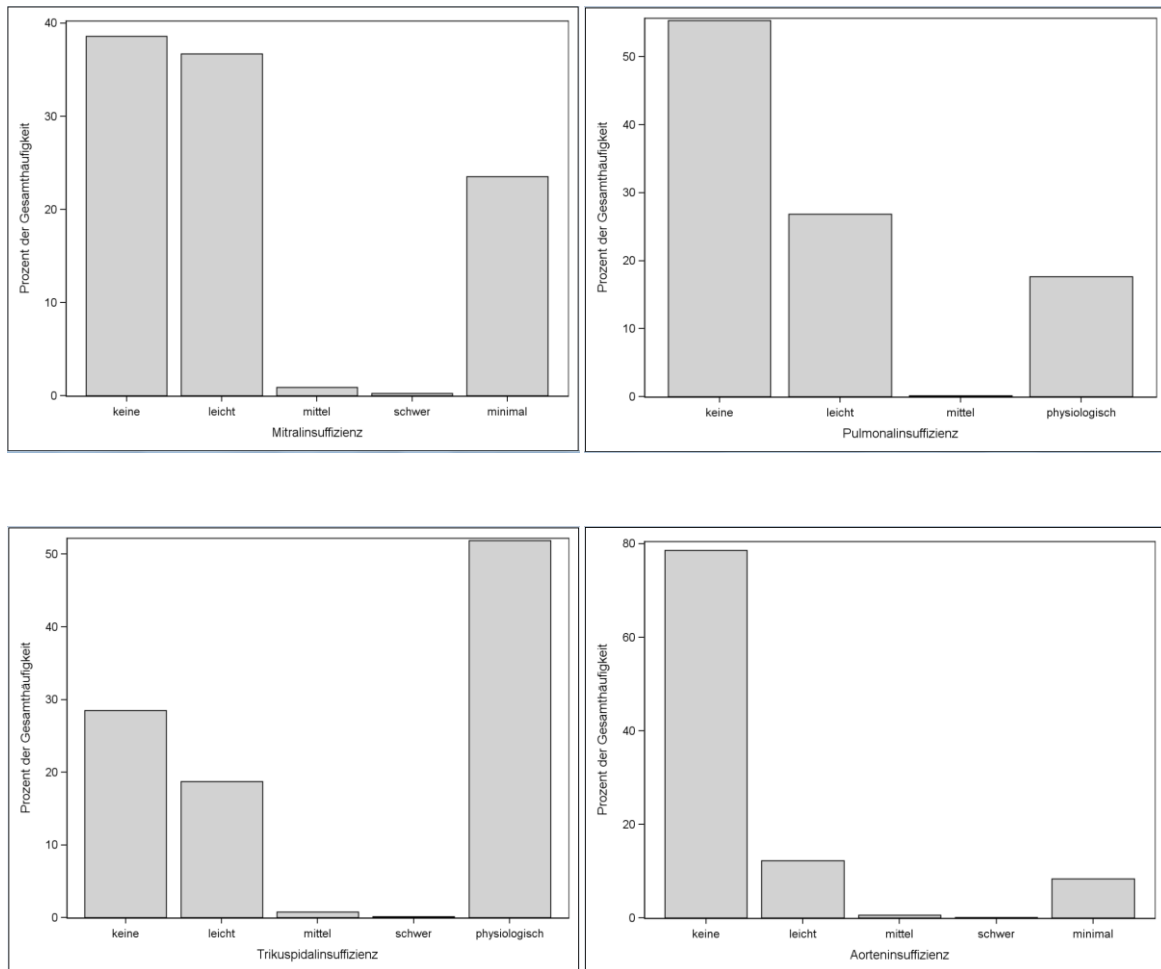 Prozent der Gesamthäufigkeit
40
30
20
10
0
keine leicht mittel schwer minimal
Mitralinsuffizienz
Prozent der Gesamthäufigkeit
50
40
30
20
10
0
keine leicht mittel physiologisch
Pulmonalinsuffizienz
Prozent der Gesamthäufigkeit
50
40
30
20
10
0
keine leicht mittel schwer physiologisch
Trikuspidalinsuffizienz
Prozent der Gesamthäufigkeit
80
60
40
20
0
keine leicht mittel schwer minimal
Aorteninsuffizienz